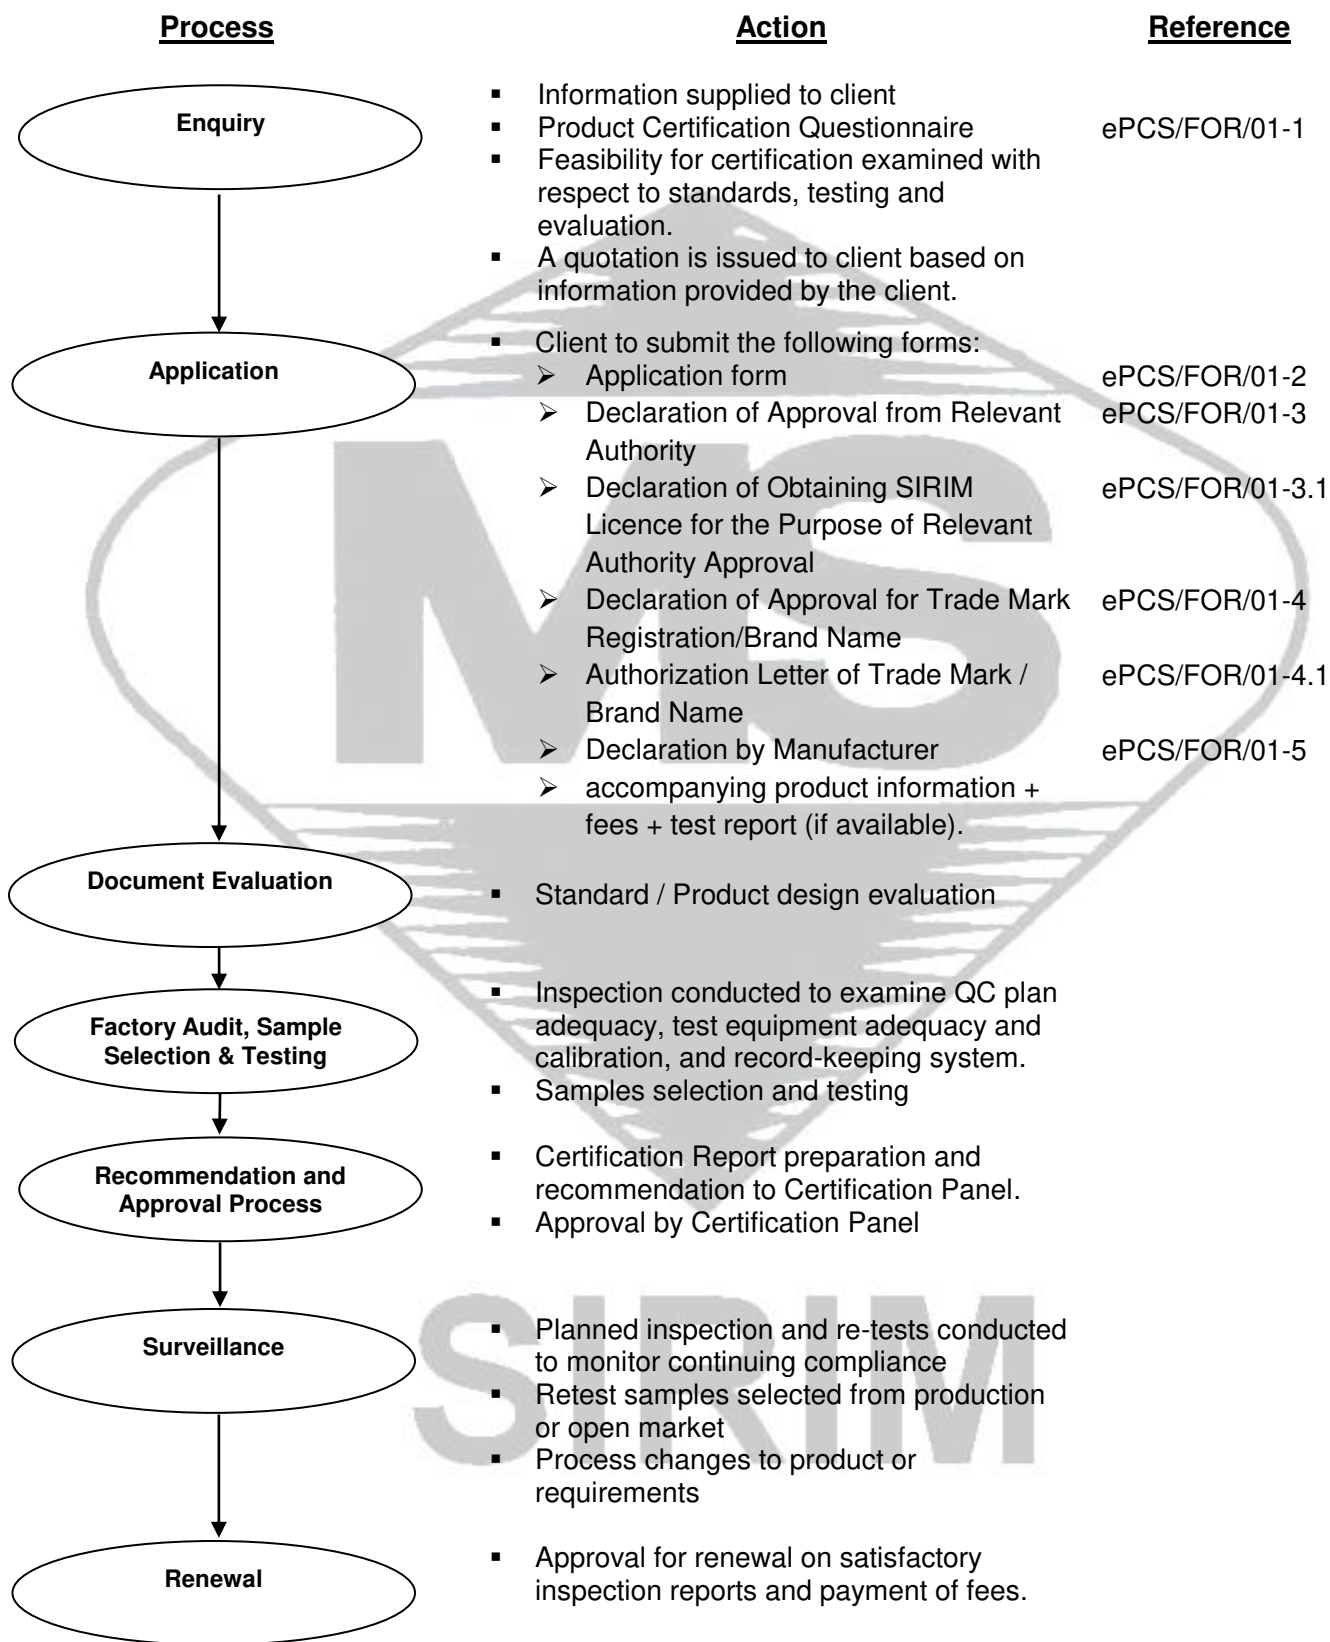 Process Action Reference
Enquiry
▪ Information supplied to client
▪ Product Certification Questionnaire ePCS/FOR/01-1
▪ Feasibility for certification examined with
respect to standards, testing and
evaluation.
▪ A quotation is issued to client based on
information provided by the client.
Application
▪ Client to submit the following forms:
➢ Application form ePCS/FOR/01-2
➢ Declaration of Approval from Relevant ePCS/FOR/01-3
Authority
➢ Declaration of Obtaining SIRIM ePCS/FOR/01-3.1
Licence for the Purpose of Relevant
Authority Approval
➢ Declaration of Approval for Trade Mark ePCS/FOR/01-4
Registration/Brand Name
➢ Authorization Letter of Trade Mark / ePCS/FOR/01-4.1
Brand Name
➢ Declaration by Manufacturer ePCS/FOR/01-5
➢ accompanying product information +
fees + test report (if available).
Document Evaluation
▪ Standard / Product design evaluation
Factory Audit, Sample
Selection & Testing
▪ Inspection conducted to examine QC plan
adequacy, test equipment adequacy and
calibration, and record-keeping system.
▪ Samples selection and testing
Recommendation and
Approval Process
▪ Certification Report preparation and
recommendation to Certification Panel.
▪ Approval by Certification Panel
Surveillance
▪ Planned inspection and re-tests conducted
to monitor continuing compliance
▪ Retest samples selected from production
or open market
▪ Process changes to product or
requirements
Renewal
▪ Approval for renewal on satisfactory
inspection reports and payment of fees.
MS
SIRIM